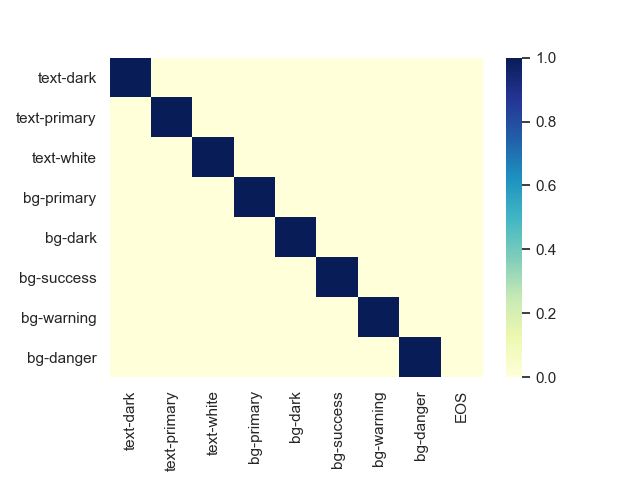 text-dark
text-primary
text-white
bg-primary
bg-dark
bg-success
bg-warning
bg-danger
text-dark
text-primary
text-white
bg-primary
bg-dark
bg-success
bg-warning
bg-danger
EOS
1.0
0.8
0.6
0.4
0.2
0.0